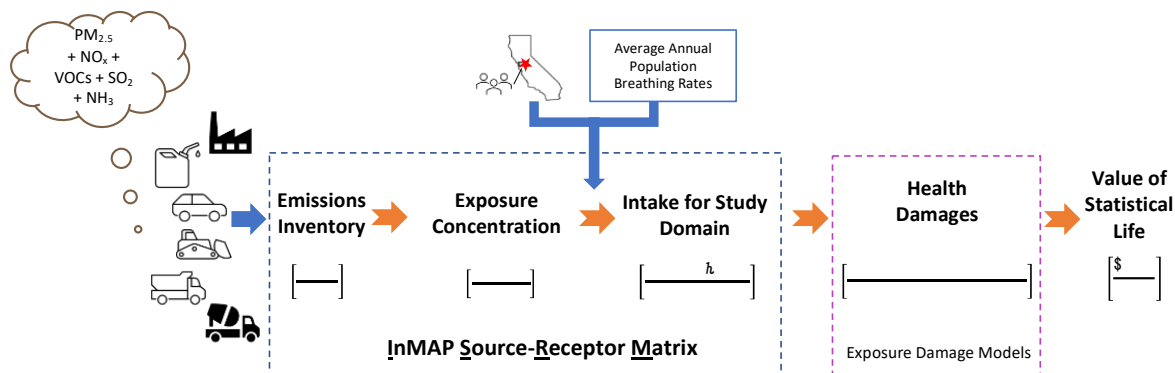 PM₂.₅
+ NOₓ +
VOCs + SO₂
+ NH₃
Average Annual
Population
Breathing Rates
Emissions
Inventory
Exposure
Concentration
Intake for Study
Domain
Health
Damages
Value of
Statistical
Life
[—]
[—]
[h —]
[—]
[$ —]
InMAP Source-Receptor Matrix
Exposure Damage Models